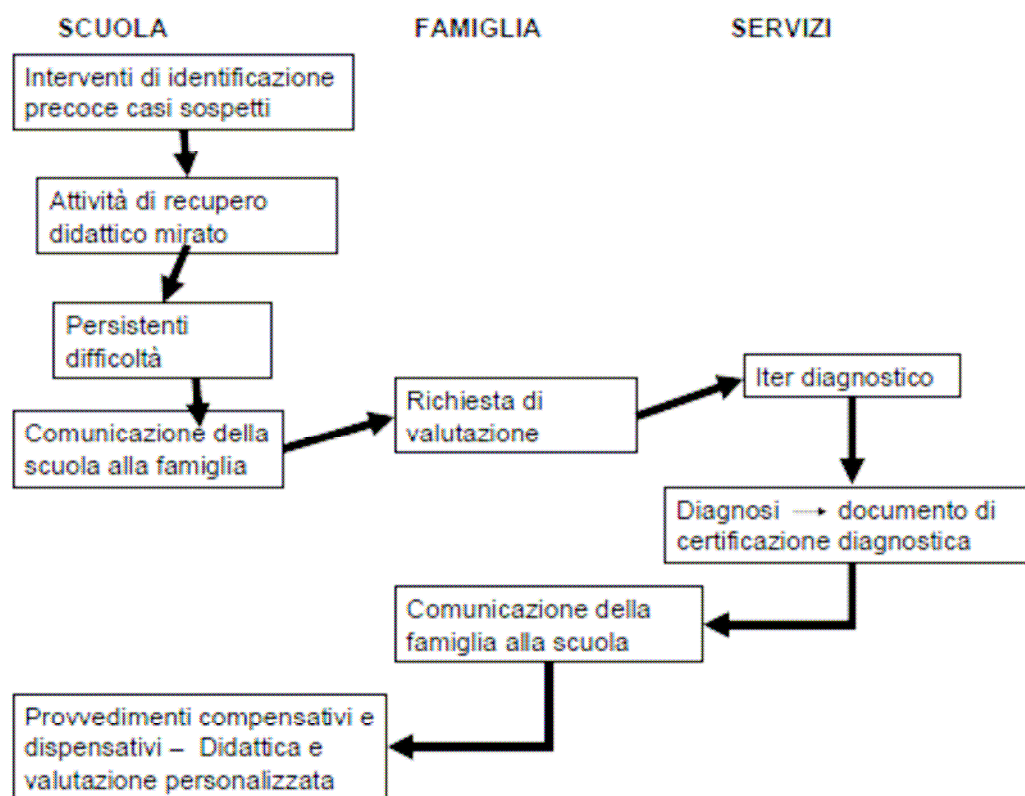 SCUOLA
FAMIGLIA
SERVIZI
Interventi di identificazione
precoce casi sospetti
Attività di recupero
didattico mirato
Persistenti
difficoltà
Comunicazione della
scuola alla famiglia
Richiesta di
valutazione
Iter diagnostico
Diagnosi → documento di
certificazione diagnostica
Comunicazione della
famiglia alla scuola
Provvedimenti compensativi e
dispensativi – Didattica e
valutazione personalizzata